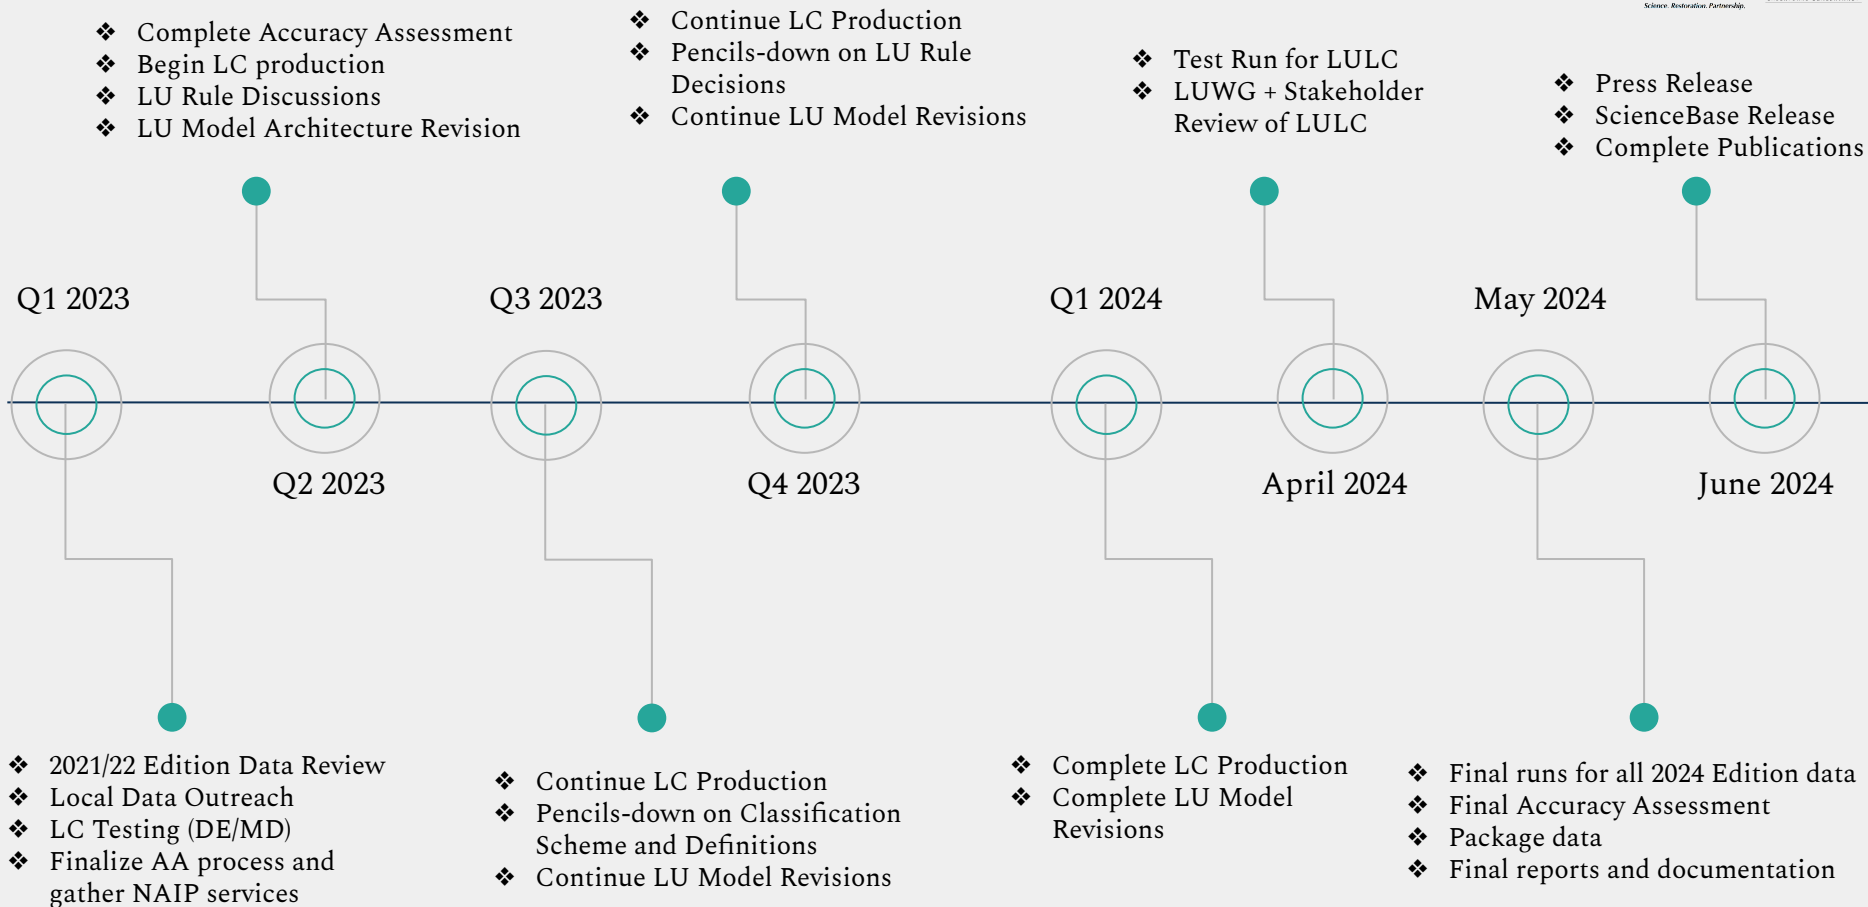 Science. Restoration. Partnership.
❖ Complete Accuracy Assessment
❖ Begin LC production
❖ LU Rule Discussions
❖ LU Model Architecture Revision
❖ Continue LC Production
❖ Pencils-down on LU Rule
Decisions
❖ Continue LU Model Revisions
❖ Test Run for LULC
❖ LUWG + Stakeholder
Review of LULC
❖ Press Release
❖ ScienceBase Release
❖ Complete Publications
Q1 2023
Q3 2023
Q1 2024
May 2024
Q2 2023
Q4 2023
April 2024
June 2024
❖ 2021/22 Edition Data Review
❖ Local Data Outreach
❖ LC Testing (DE/MD)
❖ Finalize AA process and
gather NAIP services
❖ Continue LC Production
❖ Pencils-down on Classification
Scheme and Definitions
❖ Continue LU Model Revisions
❖ Complete LC Production
❖ Complete LU Model
Revisions
❖ Final runs for all 2024 Edition data
❖ Final Accuracy Assessment
❖ Package data
❖ Final reports and documentation